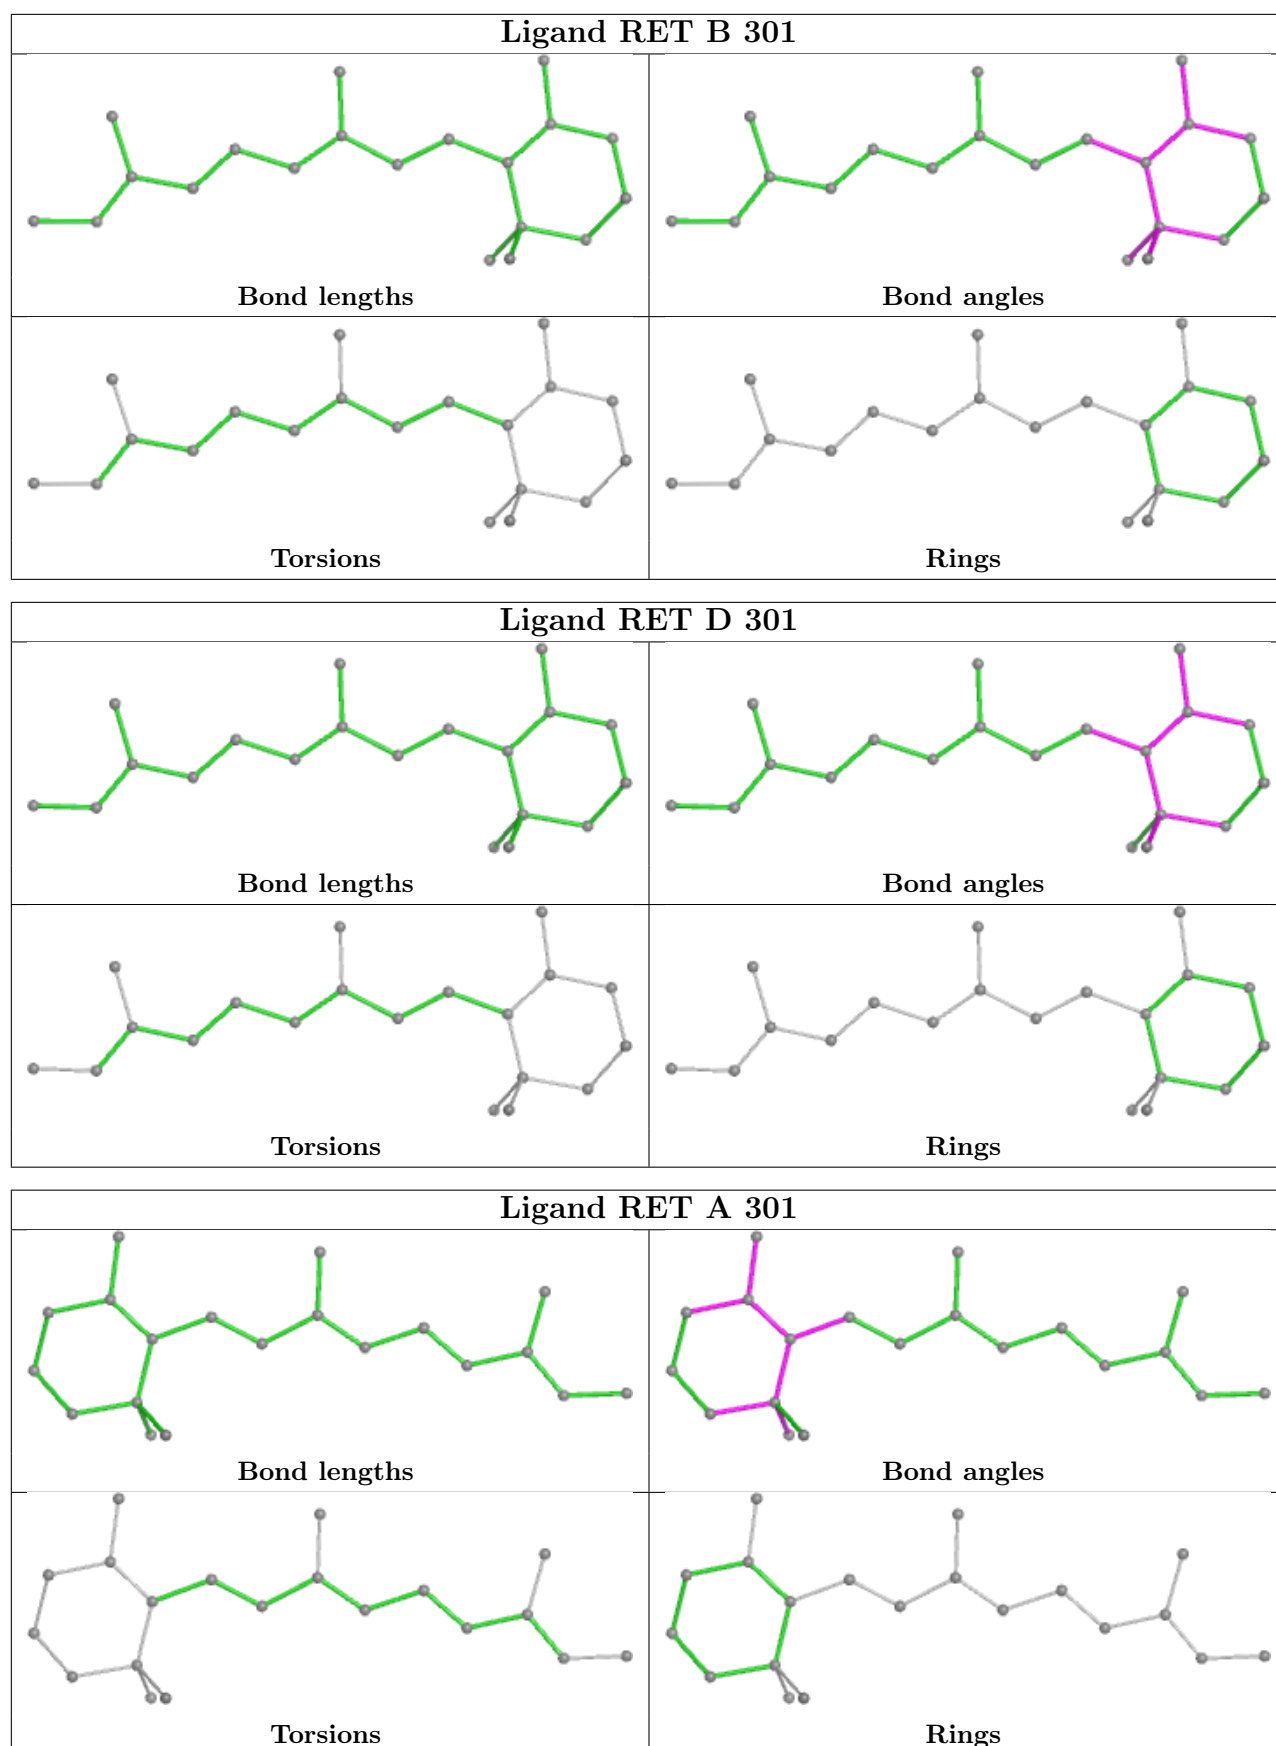 Ligand RET B 301
Bond lengths
Bond angles
Torsions
Rings
Ligand RET D 301
Bond lengths
Bond angles
Torsions
Rings
Ligand RET A 301
Bond lengths
Bond angles
Torsions
Rings